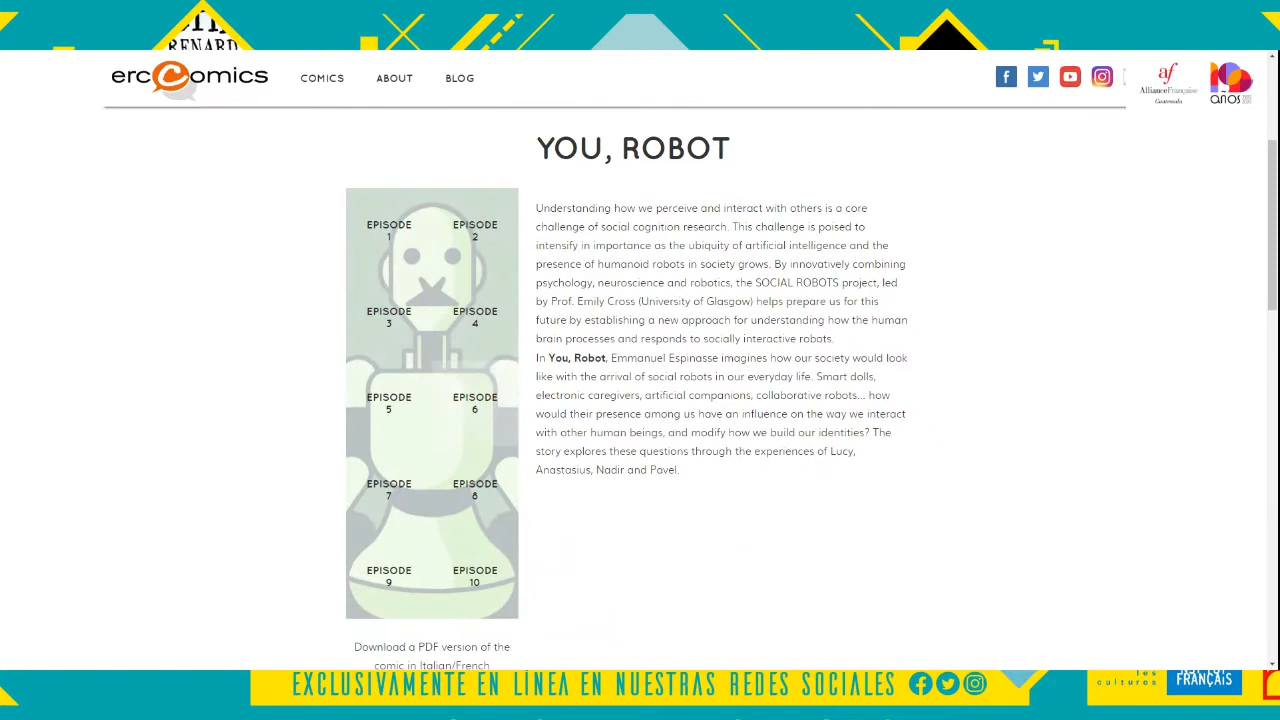 RENARD
ercComics
COMICS ABOUT BLOG
af
AllianceFrançaise
Guatemala
AÑOS
YOU, ROBOT
EPISODE 1
EPISODE 2
EPISODE 3
EPISODE 4
EPISODE 5
EPISODE 6
EPISODE 7
EPISODE 8
EPISODE 9
EPISODE 10
Download a PDF version of the
comic in Italian/French
Understanding how we perceive and interact with others is a core
challenge of social cognition research. This challenge is poised to
intensify in importance as the ubiquity of artificial intelligence and the
presence of humanoid robots in society grows. By innovatively combining
psychology, neuroscience and robotics, the SOCIAL ROBOTS project, led
by Prof. Emily Cross (University of Glasgow) helps prepare us for this
future by establishing a new approach for understanding how the human
brain processes and responds to socially interactive robots.
In You, Robot, Emmanuel Espinasse imagines how our society would look
like with the arrival of social robots in our everyday life. Smart dolls,
electronic caregivers, artificial companions, collaborative robots... how
would their presence among us have an influence on the way we interact
with other human beings, and modify how we build our identities? The
story explores these questions through the experiences of Lucy,
Anastasius, Nadir and Pavel.
EXCLUSIVAMENTE EN LÍNEA EN NUESTRAS REDES SOCIALES
les
cultures
FRANÇAIS